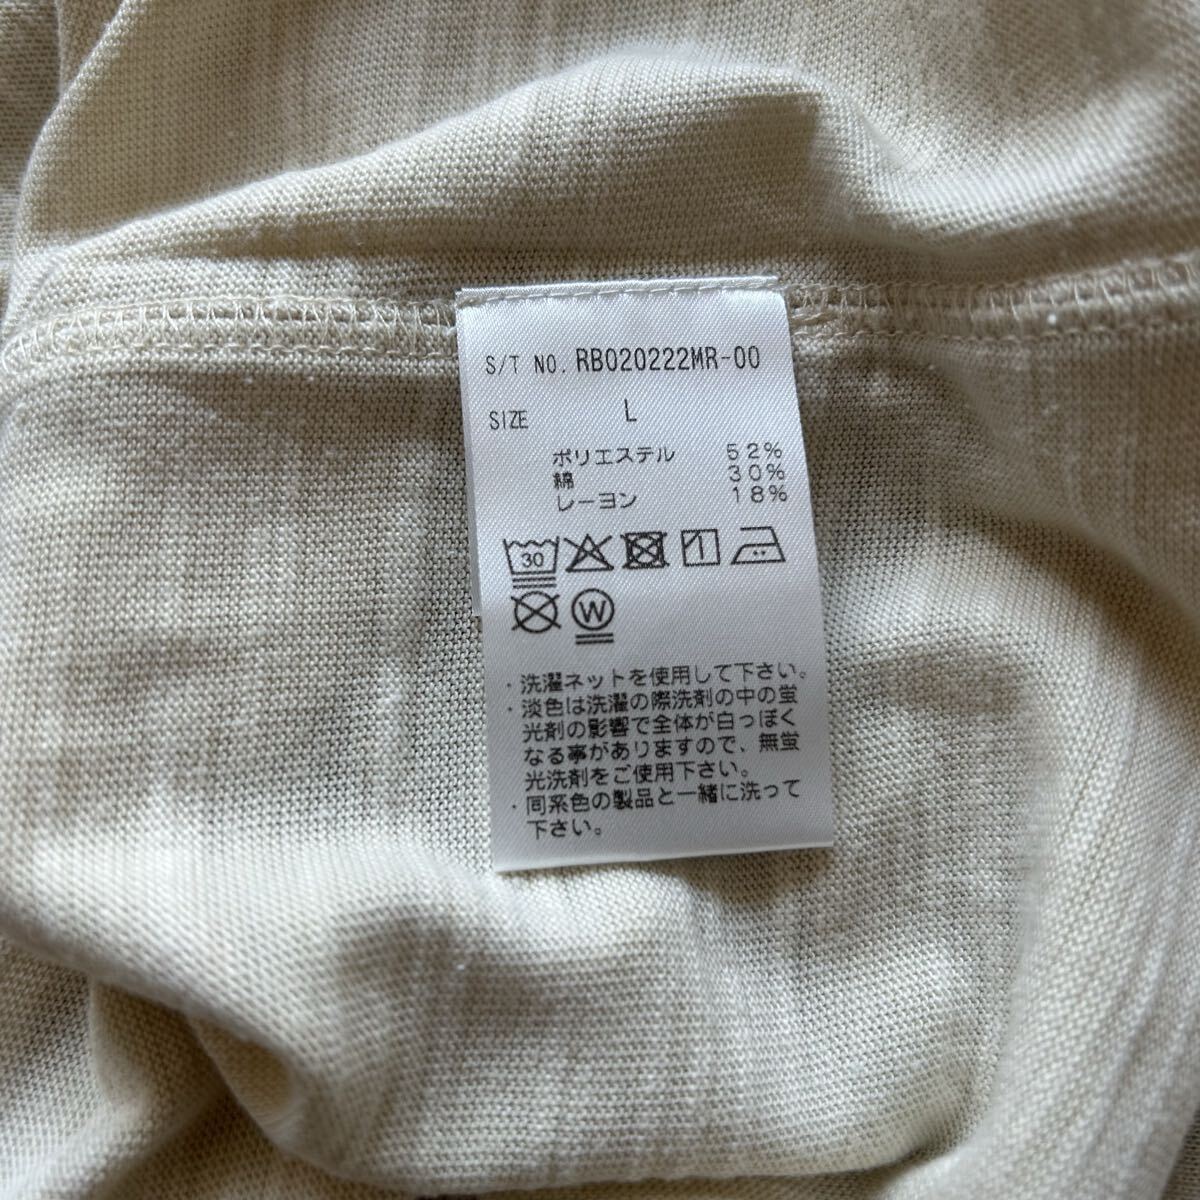 S/T NO. RB020222MR-00
SIZE L
ポリエステル 52%
綿 30%
レーヨン 18%
30
W
・洗濯ネットを使用して下さい。
・淡色は洗濯の際洗剤の中の蛍
光剤の影響で全体が白っぽく
なる事がありますので、無蛍
光洗剤をご使用下さい。
・同系色の製品と一緒に洗って
下さい。